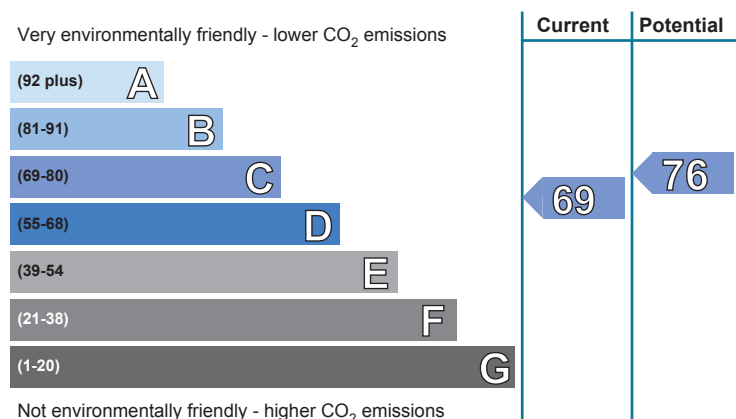 Very environmentally friendly - lower CO₂ emissions
Current
Potential
(92 plus) A
(81-91) B
(69-80) C
(55-68) D
(39-54 E
(21-38) F
(1-20) G
69
76
Not environmentally friendly - higher CO₂ emissions